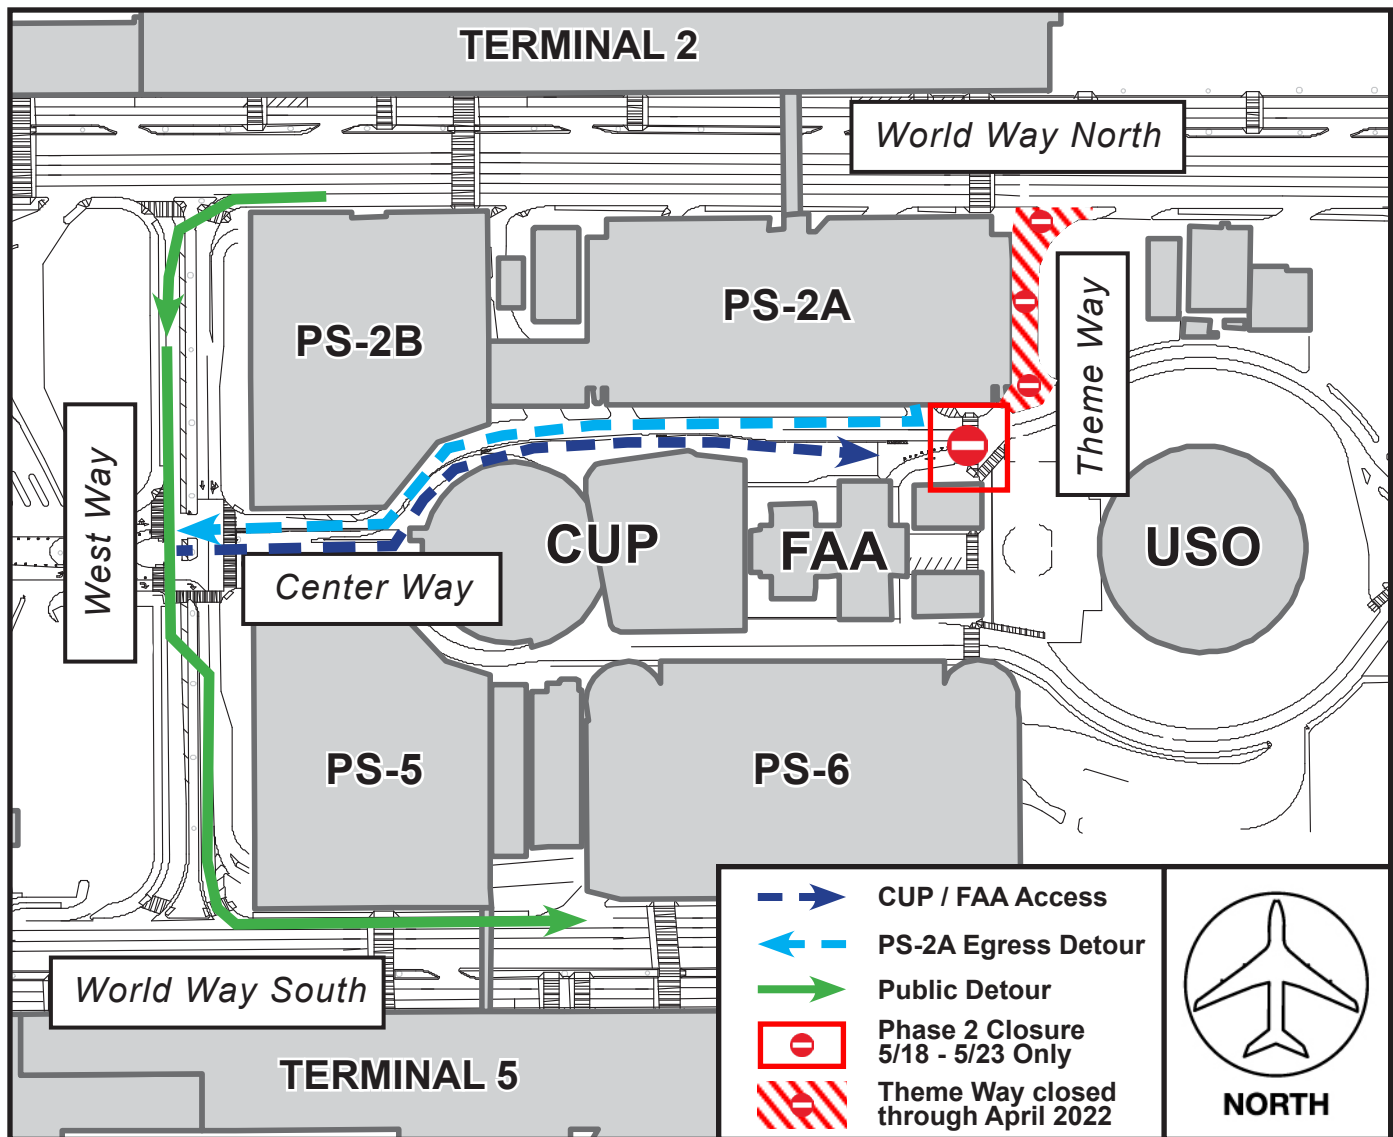 TERMINAL 2
World Way North
PS-2A
PS-2B
Theme Way
West Way
CUP
FAA
USO
Center Way
PS-5
PS-6
World Way South
TERMINAL 5
CUP / FAA Access
PS-2A Egress Detour
Public Detour
Phase 2 Closure
5/18 - 5/23 Only
Theme Way closed
through April 2022
NORTH